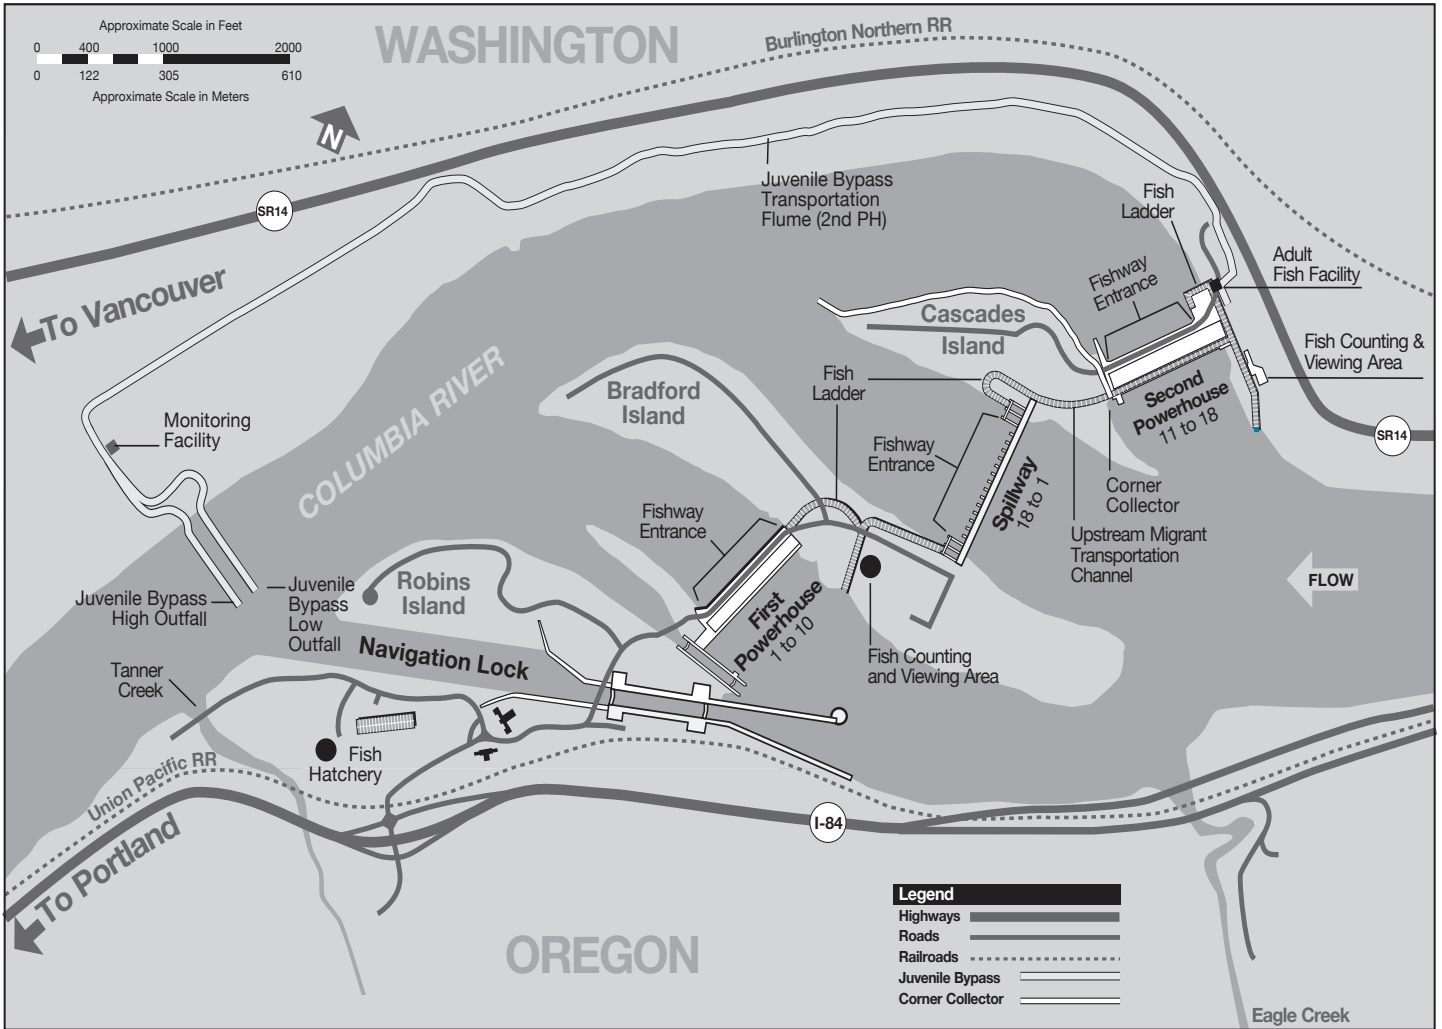 Approximate Scale in Feet
0 400 1000 2000
0 122 305 610
Approximate Scale in Meters
WASHINGTON
Burlington Northern RR
N
SR14
To Vancouver
Juvenile Bypass
Transportation
Flume (2nd PH)
Fish
Ladder
Adult
Fish Facility
Fishway
Entrance
Cascades
Island
Fish Counting &
Viewing Area
Second
Powerhouse
11 to 18
SR14
COLUMBIA RIVER
Bradford
Island
Fish
Ladder
Monitoring
Facility
Fishway
Entrance
Spillway
18 to 1
Corner
Collector
Upstream Migrant
Transportation
Channel
FLOW
Fishway
Entrance
Robins
Island
First
Powerhouse
1 to 10
Fish Counting
and Viewing Area
Juvenile Bypass
High Outfall
Juvenile
Bypass
Low
Outfall
Navigation Lock
Tanner
Creek
Fish
Hatchery
Union Pacific RR
To Portland
I-84
OREGON
Legend
Highways
Roads
Railroads
Juvenile Bypass
Corner Collector
Eagle Creek